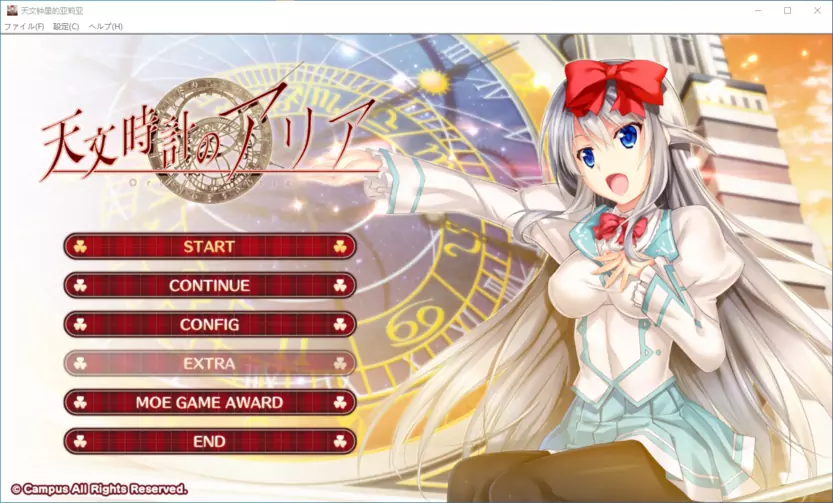 天文钟里的亚莉亚
ファイル(F) 設定(C) ヘルプ(H)
天文時計のアリア
START
CONTINUE
CONFIG
EXTRA
MOE GAME AWARD
END
© Campus All Rights Reserved.